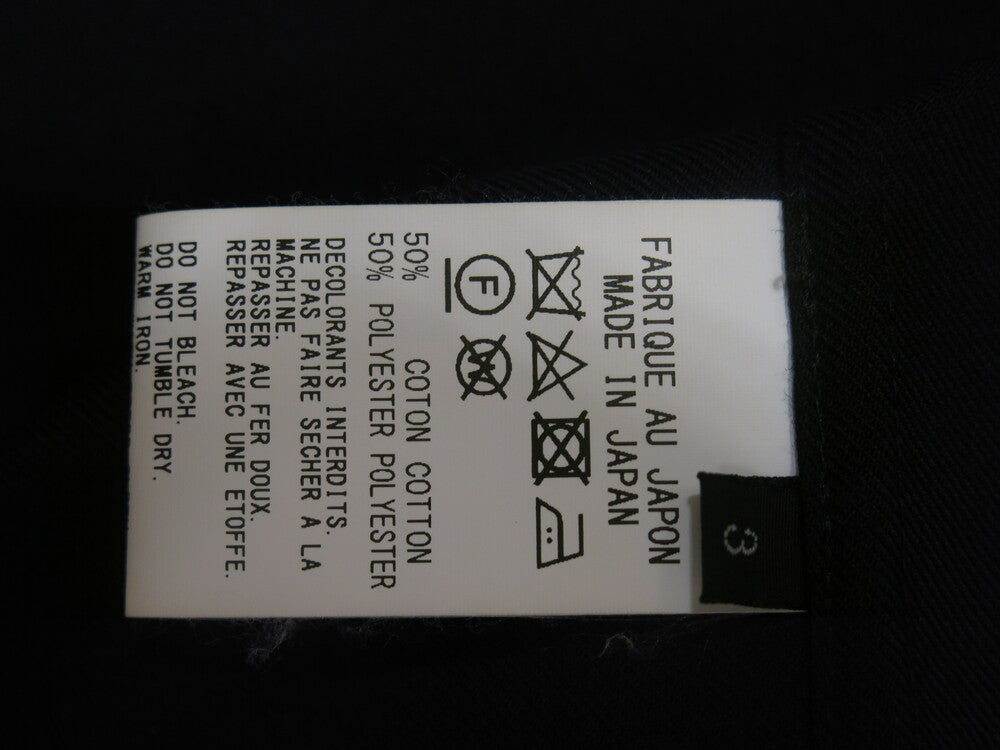 3
FABRIQUE AU JAPON
MADE IN JAPAN
F W
50% COTON COTTON
50% POLYESTER POLYESTER
DECOLORANTS INTERDITS.
NE PAS FAIRE SECHER A LA
MACHINE.
REPASSER AU FER DOUX.
REPASSER AVEC UNE ETOFFE.
DO NOT BLEACH.
DO NOT TUMBLE DRY.
WARM IRON.